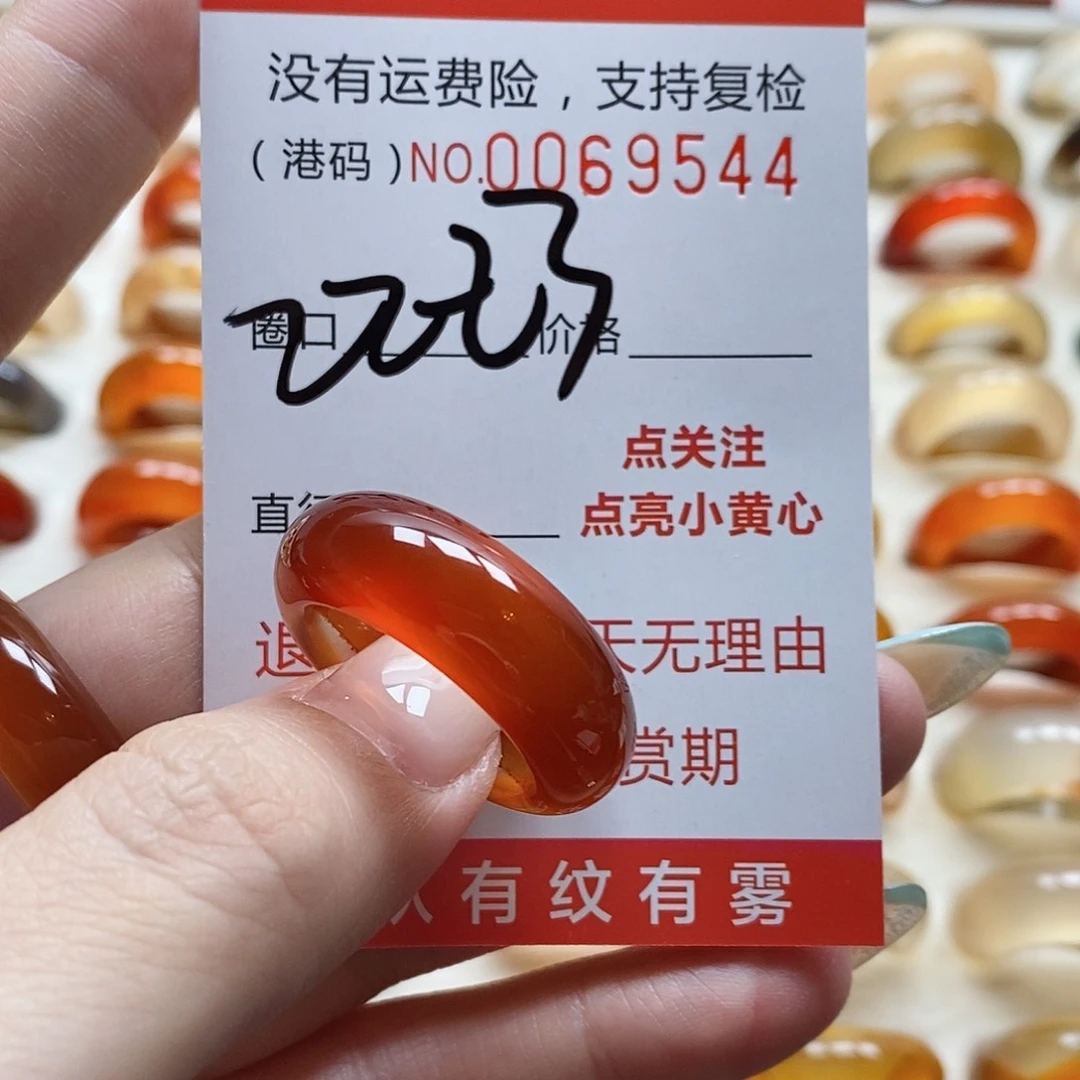 没有运费险，支持复检
（港码）NO.0069544
圈口 价格
点关注
直 点亮小黄心
退 天无理由
赏期
有纹有雾